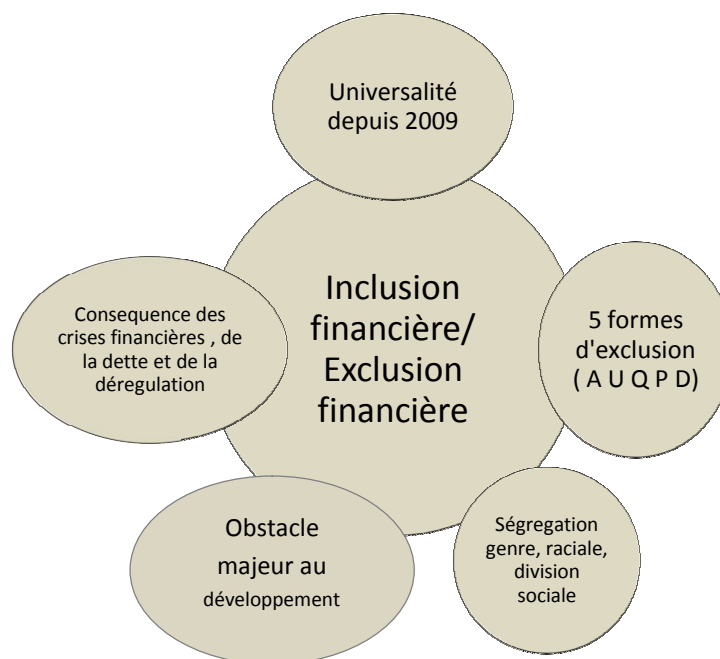 Universalité
depuis 2009
Inclusion
financière/
Exclusion
financière
Consequence des
crises financières , de
la dette et de la
déregulation
5 formes
d'exclusion
( A U Q P D)
Obstacle
majeur au
développement
Ségregation
genre, raciale,
division
sociale